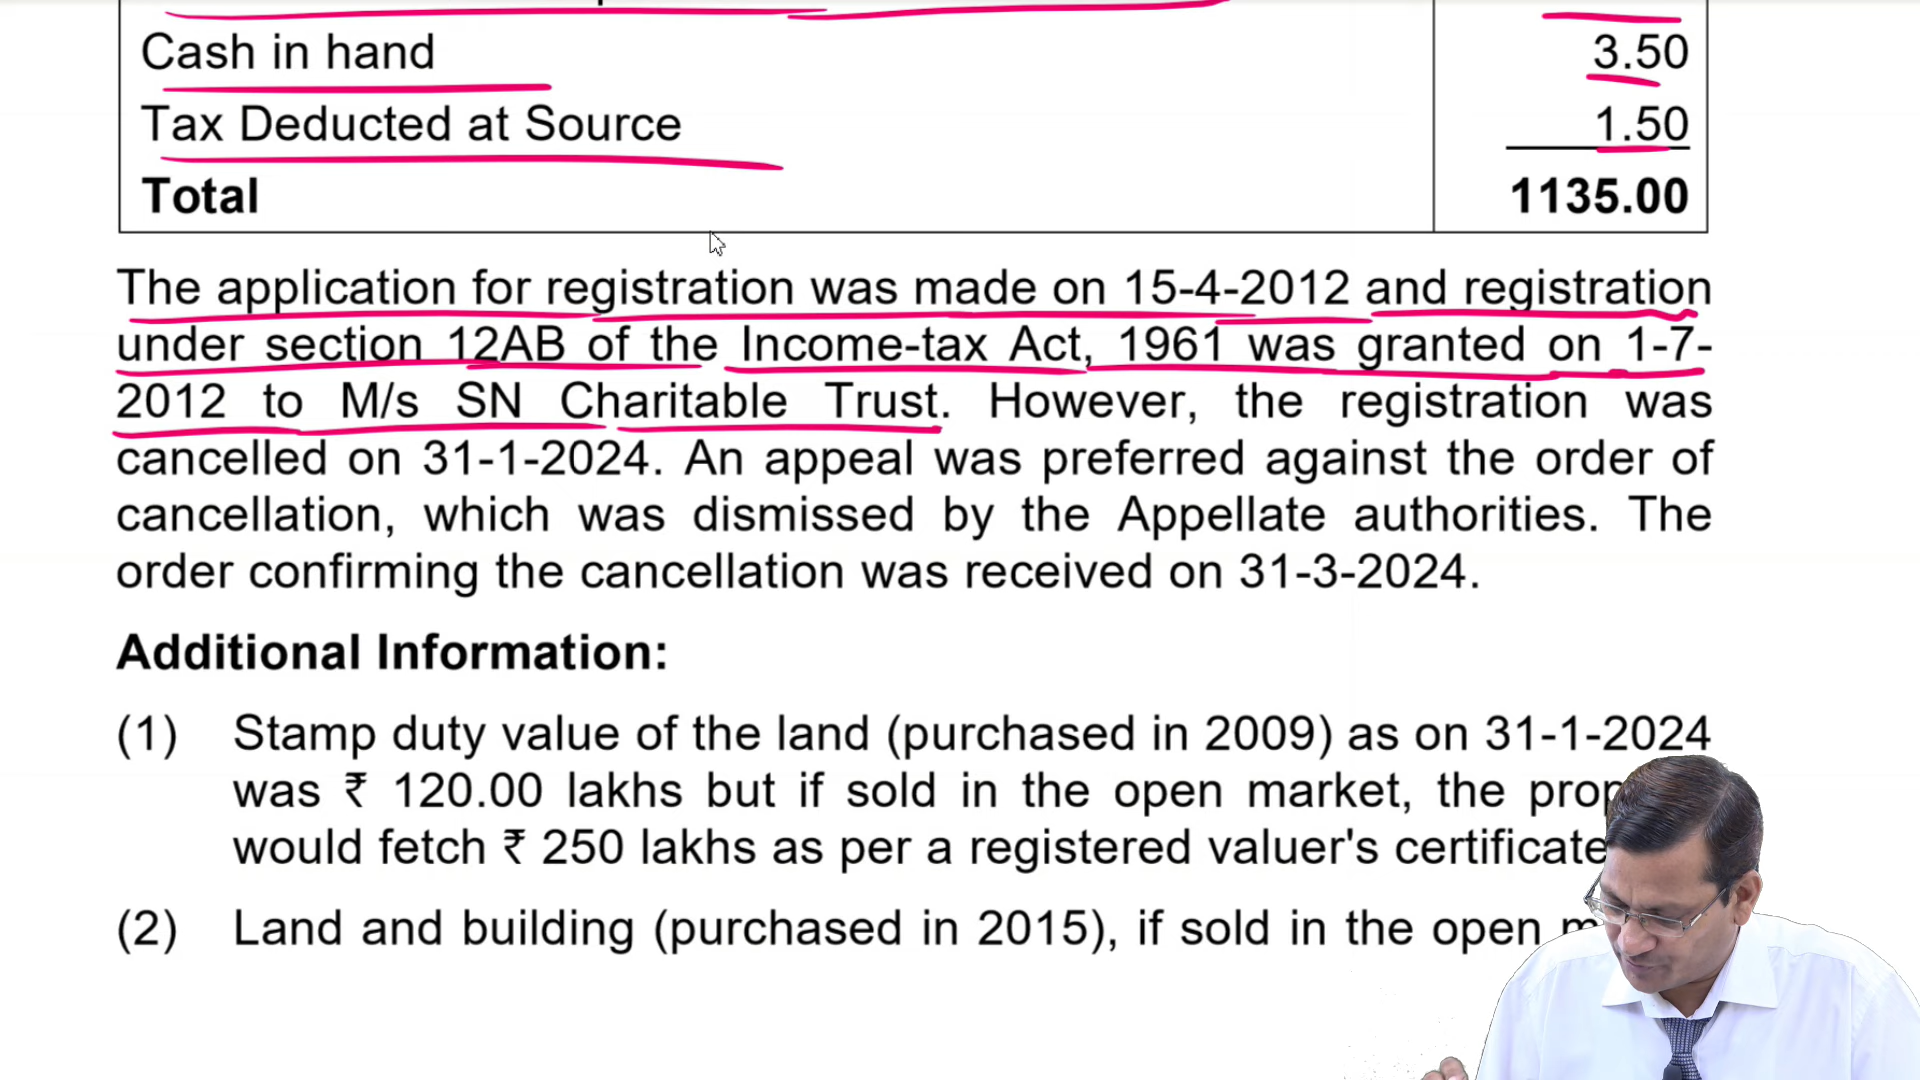 Cash in hand 3.50
Tax Deducted at Source 1.50
Total 1135.00
The application for registration was made on 15-4-2012 and registration
under section 12AB of the Income-tax Act, 1961 was granted on 1-7-
2012 to M/s SN Charitable Trust. However, the registration was
cancelled on 31-1-2024. An appeal was preferred against the order of
cancellation, which was dismissed by the Appellate authorities. The
order confirming the cancellation was received on 31-3-2024.
Additional Information:
(1) Stamp duty value of the land (purchased in 2009) as on 31-1-2024
was ₹ 120.00 lakhs but if sold in the open market, the
would fetch ₹ 250 lakhs as per a registered valuer's certificate
(2) Land and building (purchased in 2015), if sold in the open